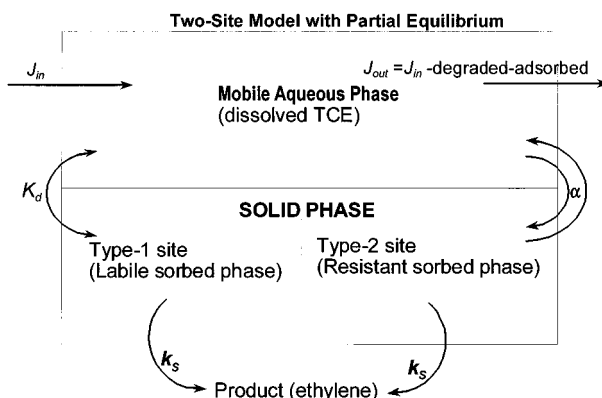 Two-Site Model with Partial Equilibrium
J_in
J_out =J_in -degraded-adsorbed
Mobile Aqueous Phase
(dissolved TCE)
K_d
α
SOLID PHASE
Type-1 site
(Labile sorbed phase)
Type-2 site
(Resistant sorbed phase)
k_s
k_s
Product (ethylene)